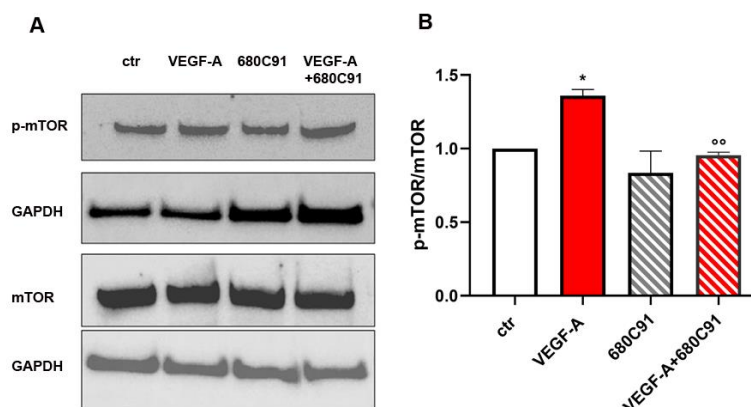 A
ctr VEGF-A 680C91 VEGF-A
+680C91
p-mTOR
GAPDH
mTOR
GAPDH
B
p-mTOR/mTOR
1.5
1.0
0.5
0.0
*
°°
ctr
VEGF-A
680C91
VEGF-A+680C91